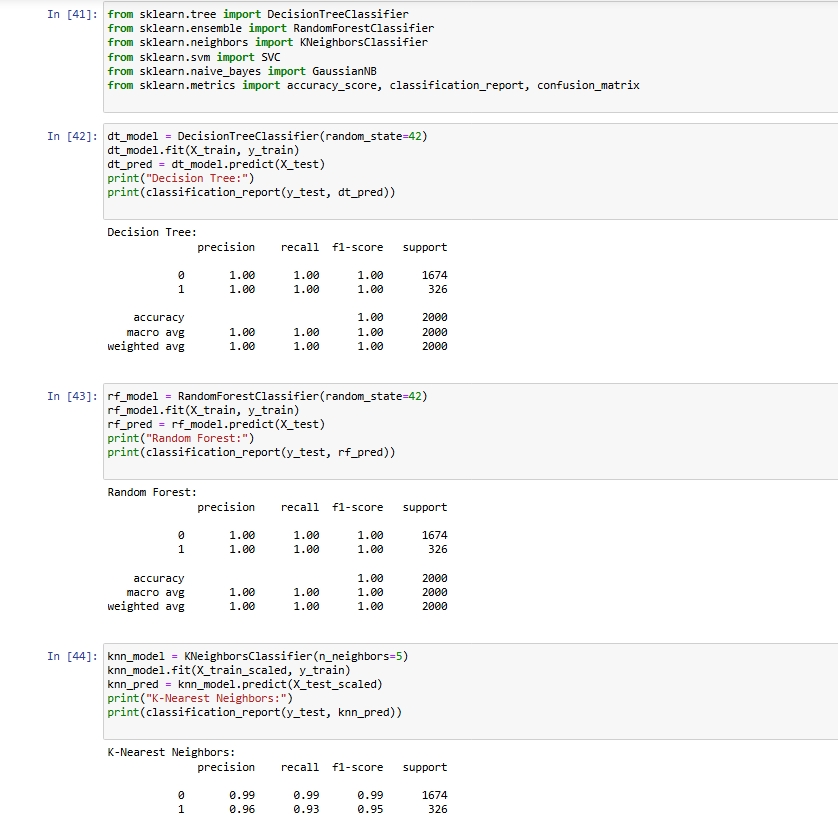 In [41]: from sklearn.tree import DecisionTreeClassifier
from sklearn.ensemble import RandomForestClassifier
from sklearn.neighbors import KNeighborsClassifier
from sklearn.svm import SVC
from sklearn.naive_bayes import GaussianNB
from sklearn.metrics import accuracy_score, classification_report, confusion_matrix
In [42]: dt_model = DecisionTreeClassifier(random_state=42)
dt_model.fit(X_train, y_train)
dt_pred = dt_model.predict(X_test)
print("Decision Tree:")
print(classification_report(y_test, dt_pred))
Decision Tree:
precision recall f1-score support
0 1.00 1.00 1.00 1674
1 1.00 1.00 1.00 326
accuracy 1.00 2000
macro avg 1.00 1.00 1.00 2000
weighted avg 1.00 1.00 1.00 2000
In [43]: rf_model = RandomForestClassifier(random_state=42)
rf_model.fit(X_train, y_train)
rf_pred = rf_model.predict(X_test)
print("Random Forest:")
print(classification_report(y_test, rf_pred))
Random Forest:
precision recall f1-score support
0 1.00 1.00 1.00 1674
1 1.00 1.00 1.00 326
accuracy 1.00 2000
macro avg 1.00 1.00 1.00 2000
weighted avg 1.00 1.00 1.00 2000
In [44]: knn_model = KNeighborsClassifier(n_neighbors=5)
knn_model.fit(X_train_scaled, y_train)
knn_pred = knn_model.predict(X_test_scaled)
print("K-Nearest Neighbors:")
print(classification_report(y_test, knn_pred))
K-Nearest Neighbors:
precision recall f1-score support
0 0.99 0.99 0.99 1674
1 0.96 0.93 0.95 326